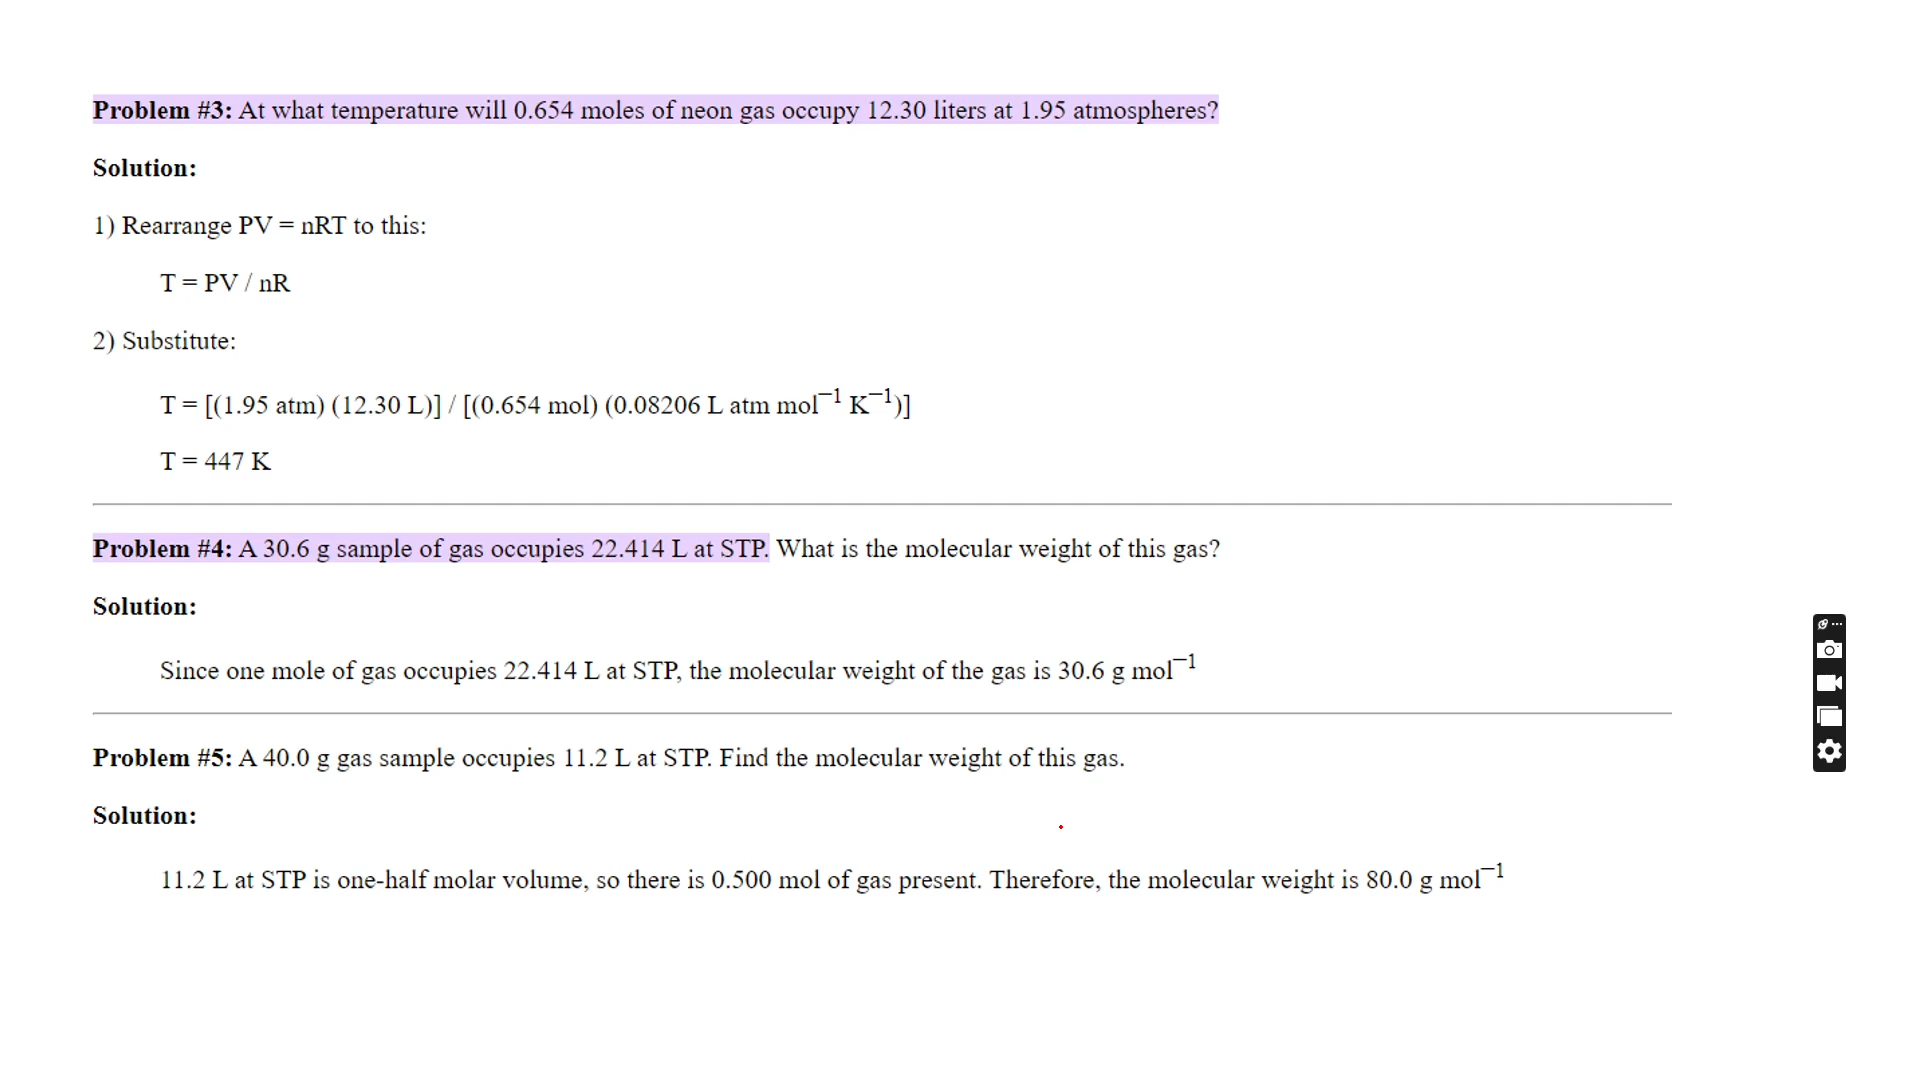 Problem #3: At what temperature will 0.654 moles of neon gas occupy 12.30 liters at 1.95 atmospheres?
Solution:
1) Rearrange PV = nRT to this:
T = PV / nR
2) Substitute:
T = [(1.95 atm) (12.30 L)] / [(0.654 mol) (0.08206 L atm mol⁻¹ K⁻¹)]
T = 447 K
Problem #4: A 30.6 g sample of gas occupies 22.414 L at STP. What is the molecular weight of this gas?
Solution:
Since one mole of gas occupies 22.414 L at STP, the molecular weight of the gas is 30.6 g mol⁻¹
Problem #5: A 40.0 g gas sample occupies 11.2 L at STP. Find the molecular weight of this gas.
Solution:
11.2 L at STP is one-half molar volume, so there is 0.500 mol of gas present. Therefore, the molecular weight is 80.0 g mol⁻¹